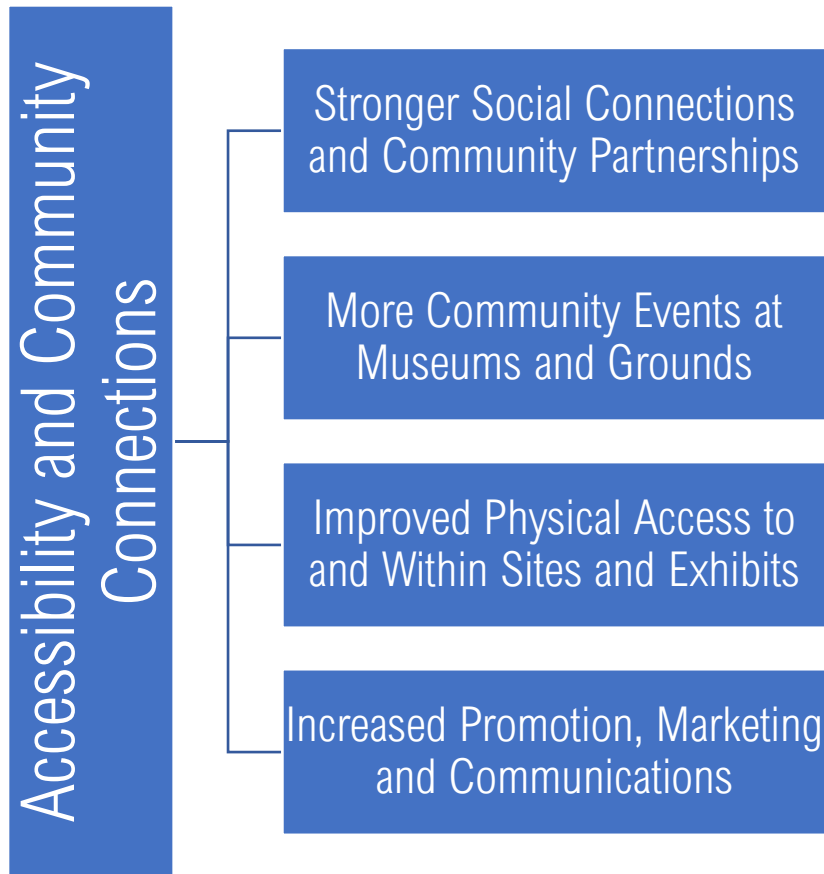 Accessibility and Community
Connections
Stronger Social Connections
and Community Partnerships
More Community Events at
Museums and Grounds
Improved Physical Access to
and Within Sites and Exhibits
Increased Promotion, Marketing
and Communications